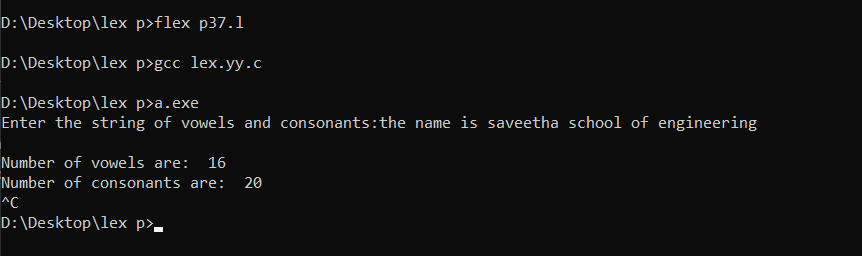 D:\Desktop\lex p>flex p37.l
D:\Desktop\lex p>gcc lex.yy.c
D:\Desktop\lex p>a.exe
Enter the string of vowels and consonants:the name is saveetha school of engineering
Number of vowels are:  16
Number of consonants are:  20
^C
D:\Desktop\lex p>